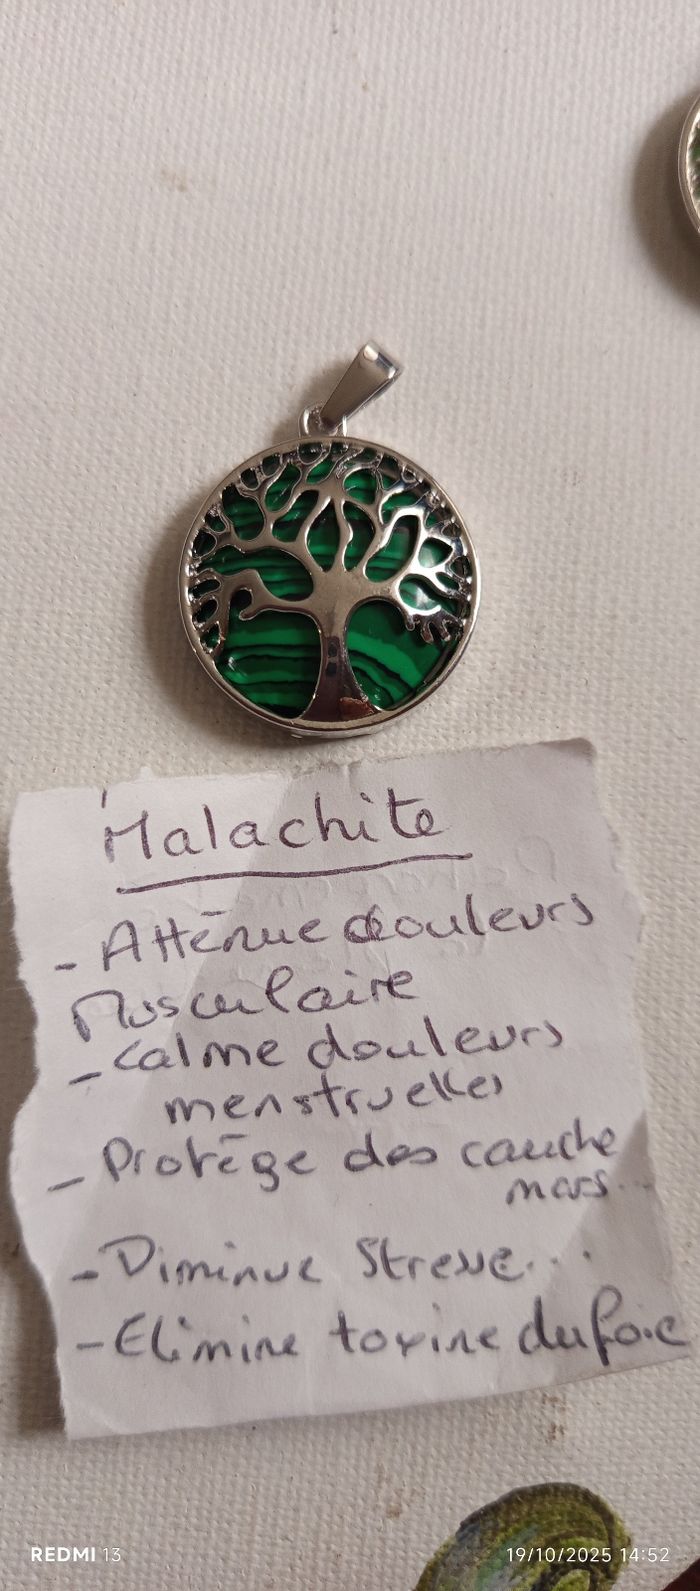 Malachite
- Atténue douleurs
Musculaire
- Calme douleurs
menstruelles
- Protège des cauche
mars...
- Diminue Stresse...
- Elimine toxine du foie
REDMI 13
19/10/2025 14:52